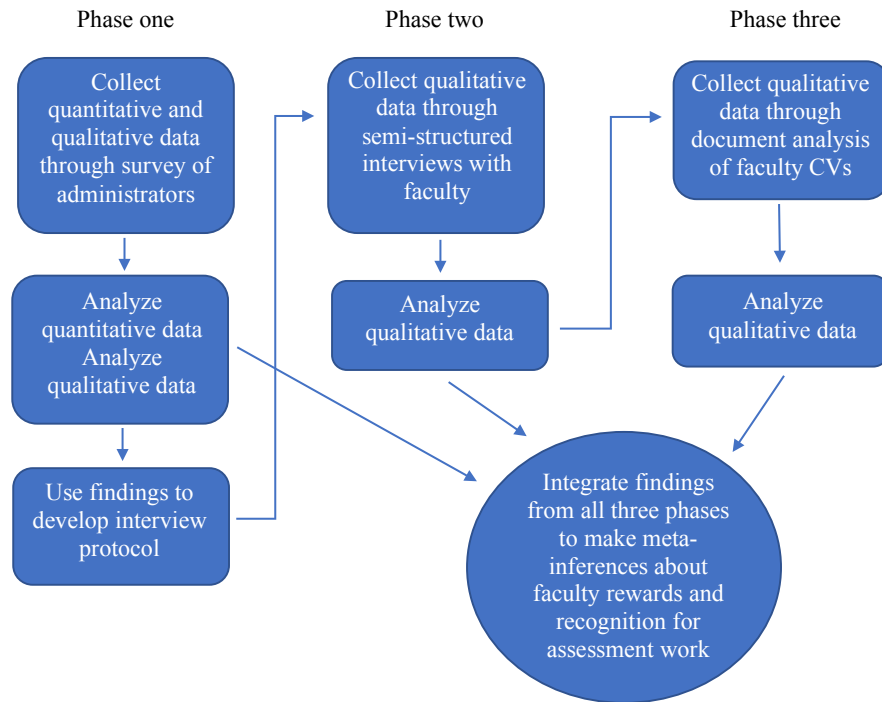 Phase one
Collect
quantitative and
qualitative data
through survey of
administrators
Analyze
quantitative data
Analyze
qualitative data
Use findings to
develop interview
protocol
Phase two
Collect qualitative
data through
semi-structured
interviews with
faculty
Analyze
qualitative data
Phase three
Collect qualitative
data through
document analysis
of faculty CVs
Analyze
qualitative data
Integrate findings
from all three phases
to make meta-
inferences about
faculty rewards and
recognition for
assessment work